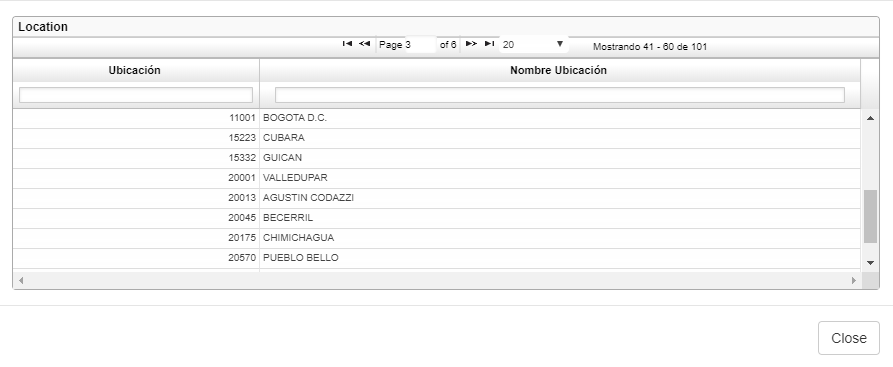 Location
Page 3 of 6 20 Mostrando 41 - 60 de 101
Ubicación Nombre Ubicación
11001 BOGOTA D.C.
15223 CUBARA
15332 GUICAN
20001 VALLEDUPAR
20013 AGUSTIN CODAZZI
20045 BECERRIL
20175 CHIMICHAGUA
20570 PUEBLO BELLO
Close